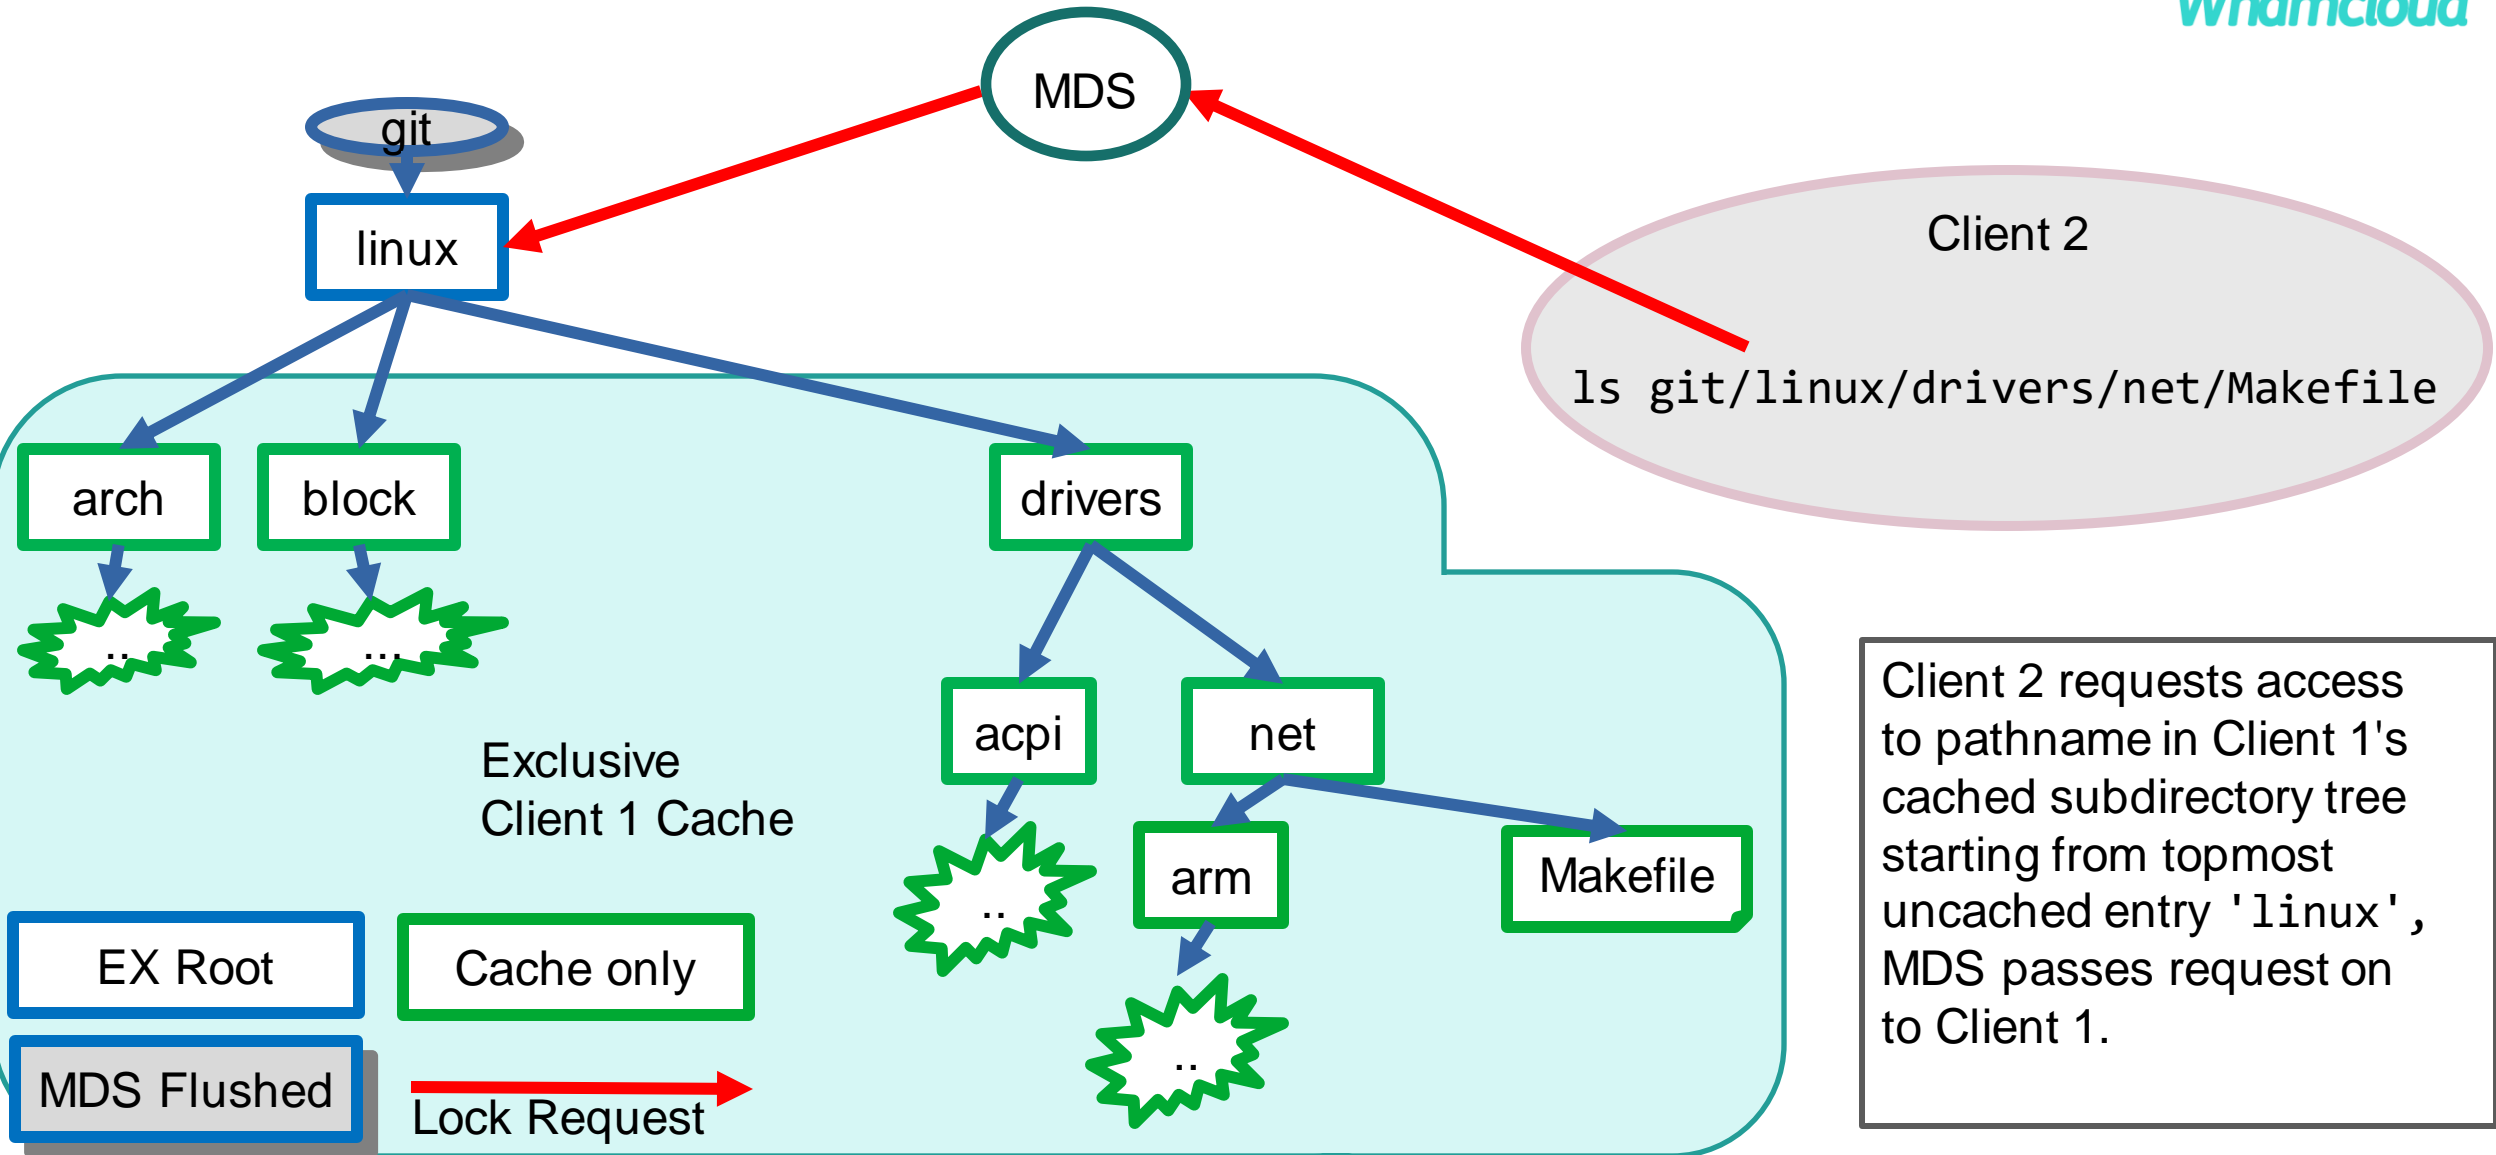 Whamcloud
MDS
git
linux
Client 2
ls git/linux/drivers/net/Makefile
arch
block
drivers
..
...
acpi
net
Exclusive
Client 1 Cache
arm
Makefile
..
..
EX Root
Cache only
MDS Flushed
Lock Request
Client 2 requests access
to pathname in Client 1's
cached subdirectory tree
starting from topmost
uncached entry 'linux',
MDS passes request on
to Client 1.